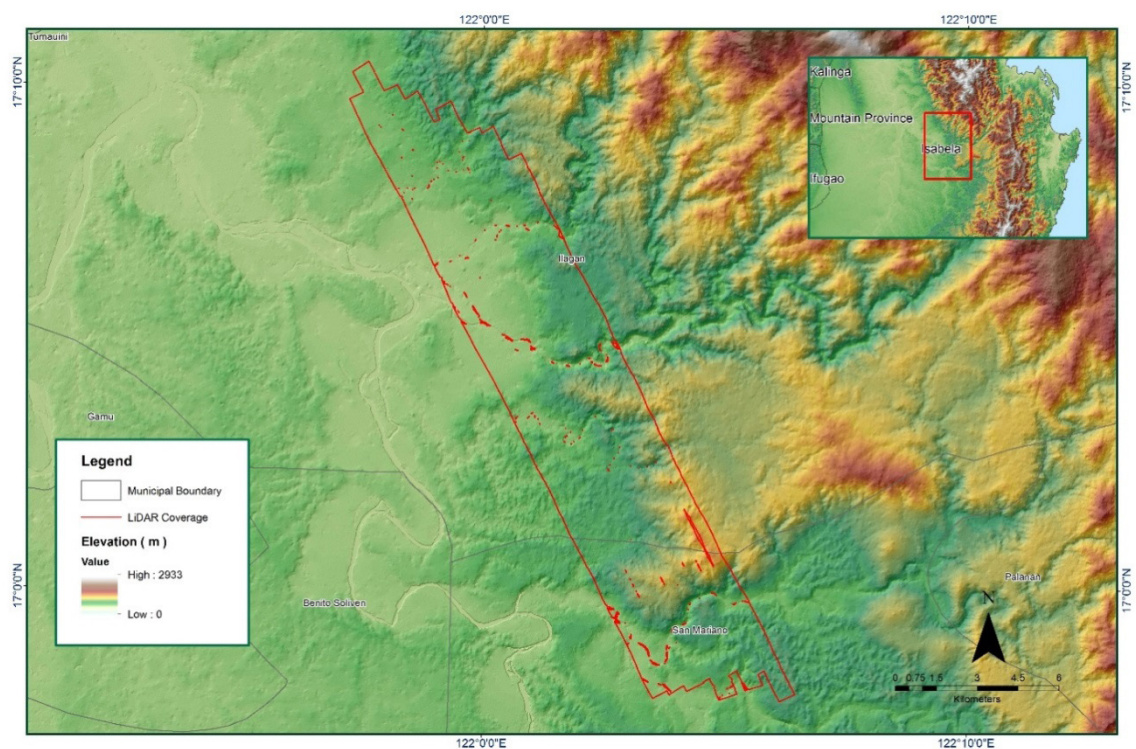 122°0'0"E
122°10'0"E
Tumauini
17°10'0"N
17°10'0"N
Kalinga
Mountain Province
Isabela
Ifugao
Ilagan
Gamu
Legend
Municipal Boundary
LiDAR Coverage
Elevation ( m )
Value
High : 2933
Low : 0
17°0'0"N
17°0'0"N
Palanan
Benito Soliven
N
San Mariano
0 0.75 1.5 3 4.5 6
Kilometers
122°0'0"E
122°10'0"E